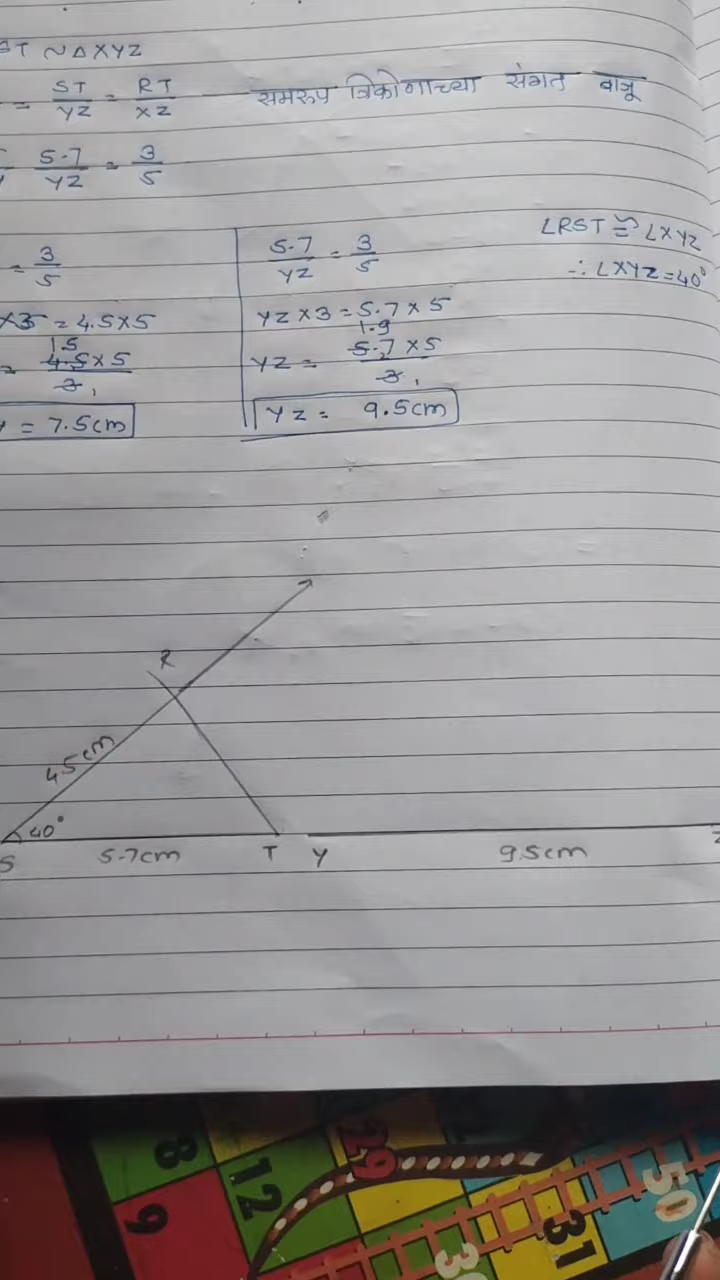 ST ~ Δ XYZ
= ST/YZ = RT/XZ समरूप त्रिकोणाच्या संगत बाजू
5.7/YZ = 3/5
= 3/5
×3 = 4.5×5
1.5
= 4.5×5/3 1
Y = 7.5cm
5.7/YZ = 3/5
YZ×3 = 5.7×5
1.9
YZ = 5.7×5/3 1
YZ = 9.5cm
∠RST ≅ ∠XYZ
∴ ∠XYZ = 40°
R
4.5cm
40°
S 5.7cm T Y 9.5cm Z
8
12
29
9
31
50